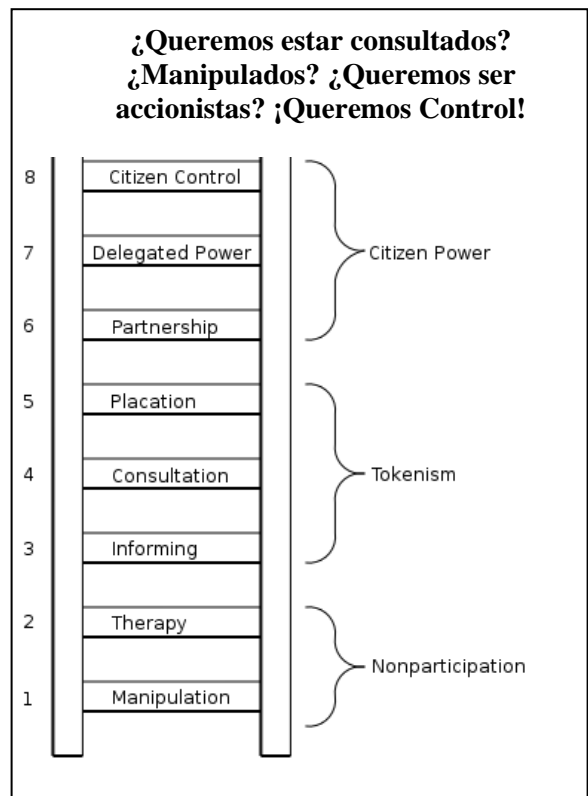 ¿Queremos estar consultados?
¿Manipulados? ¿Queremos ser
accionistas? ¡Queremos Control!
8 Citizen Control
7 Delegated Power
Citizen Power
6 Partnership
5 Placation
4 Consultation
Tokenism
3 Informing
2 Therapy
Nonparticipation
1 Manipulation